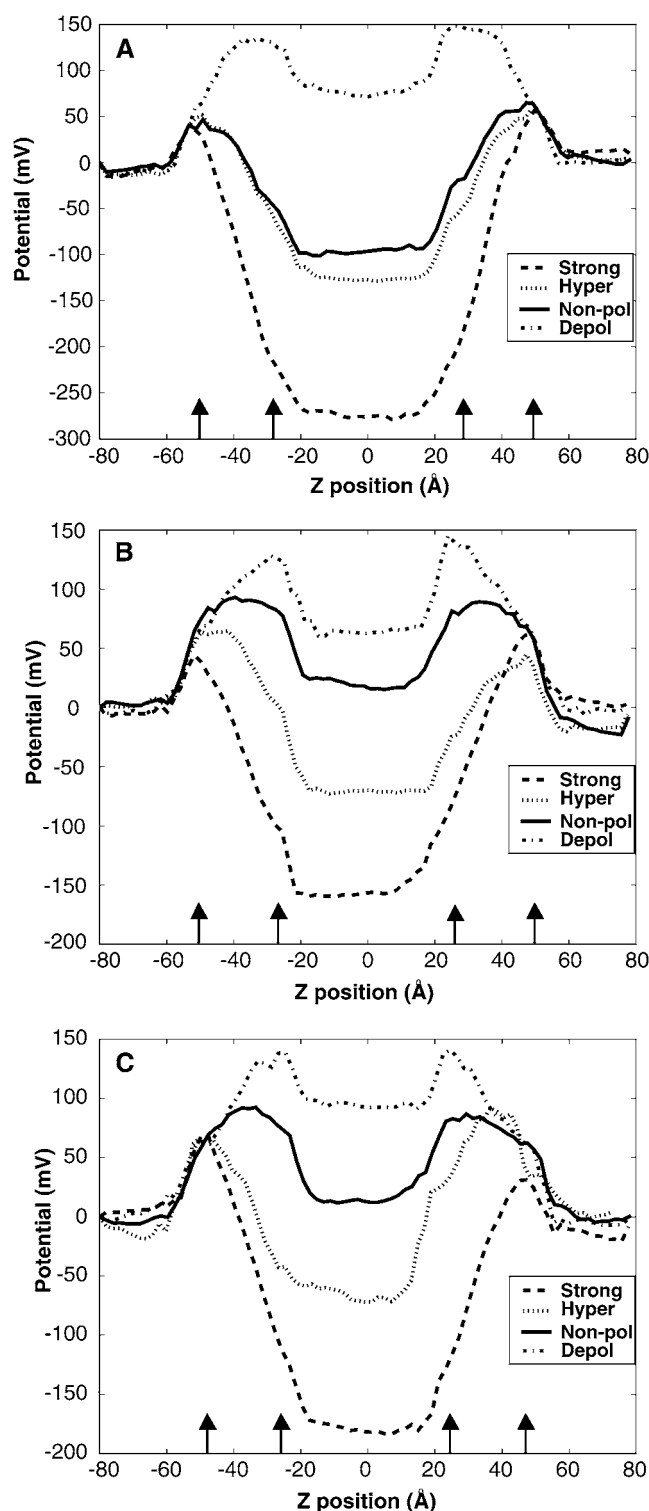 A
150
100
50
0
-50
-100
-150
-200
-250
-300
Potential (mV)
Strong
Hyper
Non-pol
Depol
-80 -60 -40 -20 0 20 40 60 80
Z position (Å)
B
150
100
50
0
-50
-100
-150
-200
Potential (mV)
Strong
Hyper
Non-pol
Depol
-80 -60 -40 -20 0 20 40 60 80
Z position (Å)
C
150
100
50
0
-50
-100
-150
-200
Potential (mV)
Strong
Hyper
Non-pol
Depol
-80 -60 -40 -20 0 20 40 60 80
Z position (Å)